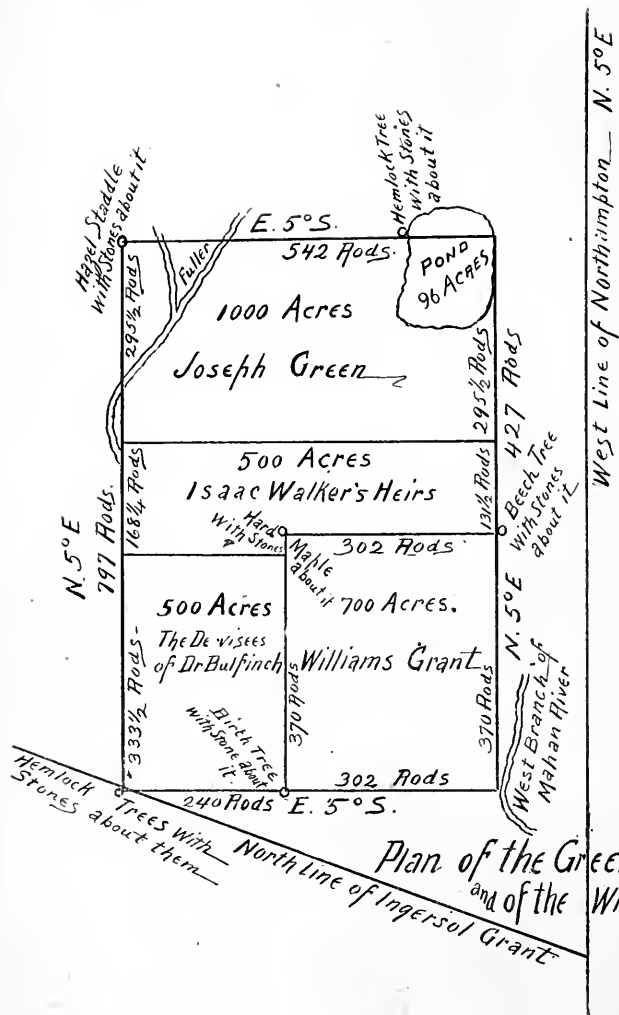 West Line of Northampton N. 5°E
Hazel Staddle
With Stones about it
Hemlock Tree
With Stones
about it
E. 5° S.
542 Rods.
Fuller
POND
96 ACRES
295½ Rods
1000 Acres
Joseph Green
295½ Rods
427 Rods
500 Acres
Isaac Walker's Heirs
168¼ Rods
131½ Rods
Beech Tree
With Stones
about it
N. 5°E
797 Rods.
Hard
With Stones
Maple
about it
302 Rods
500 Acres
The Devisees
of Dr Bulfinch
700 Acres.
Williams Grant
N. 5°E
333½ Rods
370 Rods
370 Rods
West Branch of
Mahan River
Birth Tree
with Stone about
it.
302 Rods
240 Rods E. 5° S.
Hemlock Trees With
Stones about them
North Line of Ingersol Grant
Plan of the Gree
and of the Wi